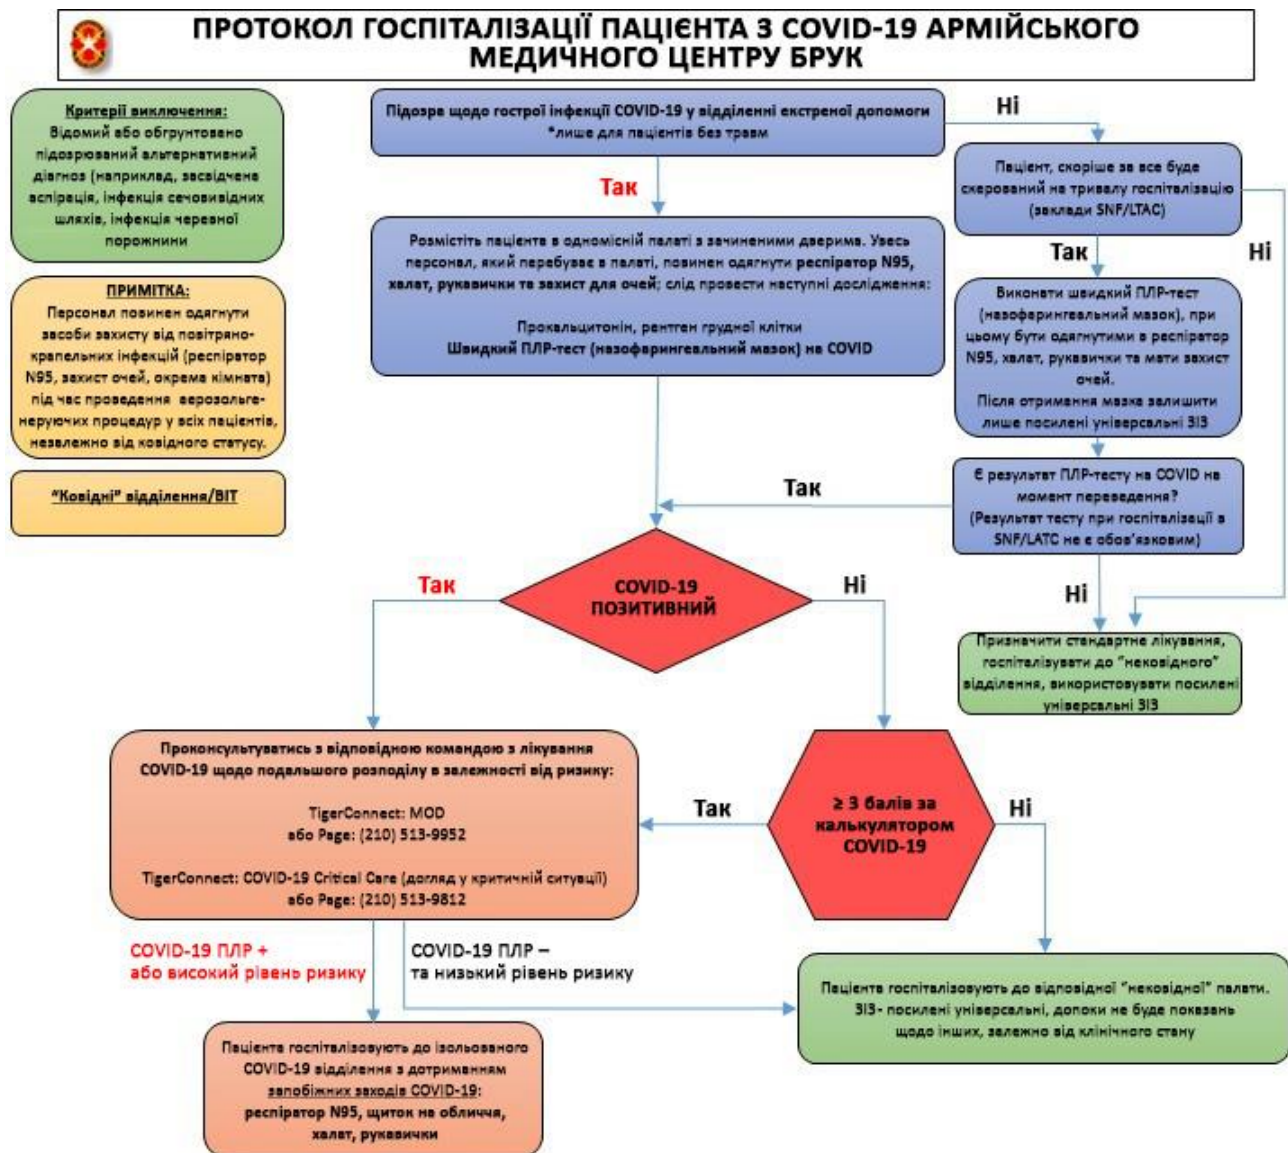 ПРОТОКОЛ ГОСПІТАЛІЗАЦІЇ ПАЦІЄНТА З COVID-19 АРМІЙСЬКОГО
МЕДИЧНОГО ЦЕНТРУ БРУК
Критерії виключення:
Відомий або обгрунтовано
підозрюваний альтернативний
діагноз (наприклад, засвідчена
аспірація, інфекція сечовивідних
шляхів, інфекція черевної
порожнини
ПРИМІТКА:
Персонал повинен одягнути
засоби захисту від повітряно-
крапельних інфекцій (респіратор
N95, захист очей, окрема кімната)
під час проведення аерозольге-
неруючих процедур у всіх пацієнтів,
незалежно від ковідного статусу.
"Ковідні" відділення/ВІТ
Підозра щодо гострої інфекції COVID-19 у відділенні екстреної допомоги
*лише для пацієнтів без травм
Ні
Так
Пацієнт, скоріше за все буде
скерований на тривалу госпіталізацію
(заклади SNF/LTAC)
Так
Ні
Розмістіть пацієнта в одномісній палаті з зачиненими дверима. Увесь
персонал, який перебуває в палаті, повинен одягнути респіратор N95,
халат, рукавички та захист для очей; слід провести наступні дослідження:
Прокальцитонін, рентген грудної клітки
Швидкий ПЛР-тест (назофарингеальний мазок) на COVID
Виконати швидкий ПЛР-тест
(назофарингеальний мазок), при
цьому бути одягнутими в респіратор
N95, халат, рукавички та мати захист
очей.
Після отримання мазка залишити
лише посилені універсальні ЗІЗ
Так
Є результат ПЛР-тесту на COVID на
момент переведення?
(Результат тесту при госпіталізації в
SNF/LATC не є обов'язковим)
Ні
Призначити стандартне лікування,
госпіталізувати до "нековідного"
відділення, використовувати посилені
універсальні ЗІЗ
Так
COVID-19
ПОЗИТИВНИЙ
Ні
Проконсультуватись з відповідною командою з лікування
COVID-19 щодо подальшого розподілу в залежності від ризику:
TigerConnect: MOD
або Page: (210) 513-9952
TigerConnect: COVID-19 Critical Care (догляд у критичній ситуації)
або Page: (210) 513-9812
Так
≥ 3 балів за
калькулятором
COVID-19
Ні
COVID-19 ПЛР +
або високий рівень ризику
COVID-19 ПЛР –
та низький рівень ризику
Пацієнта госпіталізовують до відповідної "нековідної" палати.
ЗІЗ- посилені універсальні, допоки не буде показань
щодо інших, залежно від клінічного стану
Пацієнта госпіталізовують до ізольованого
COVID-19 відділення з дотриманням
запобіжних заходів COVID-19:
респіратор N95, щиток на обличчя,
халат, рукавички